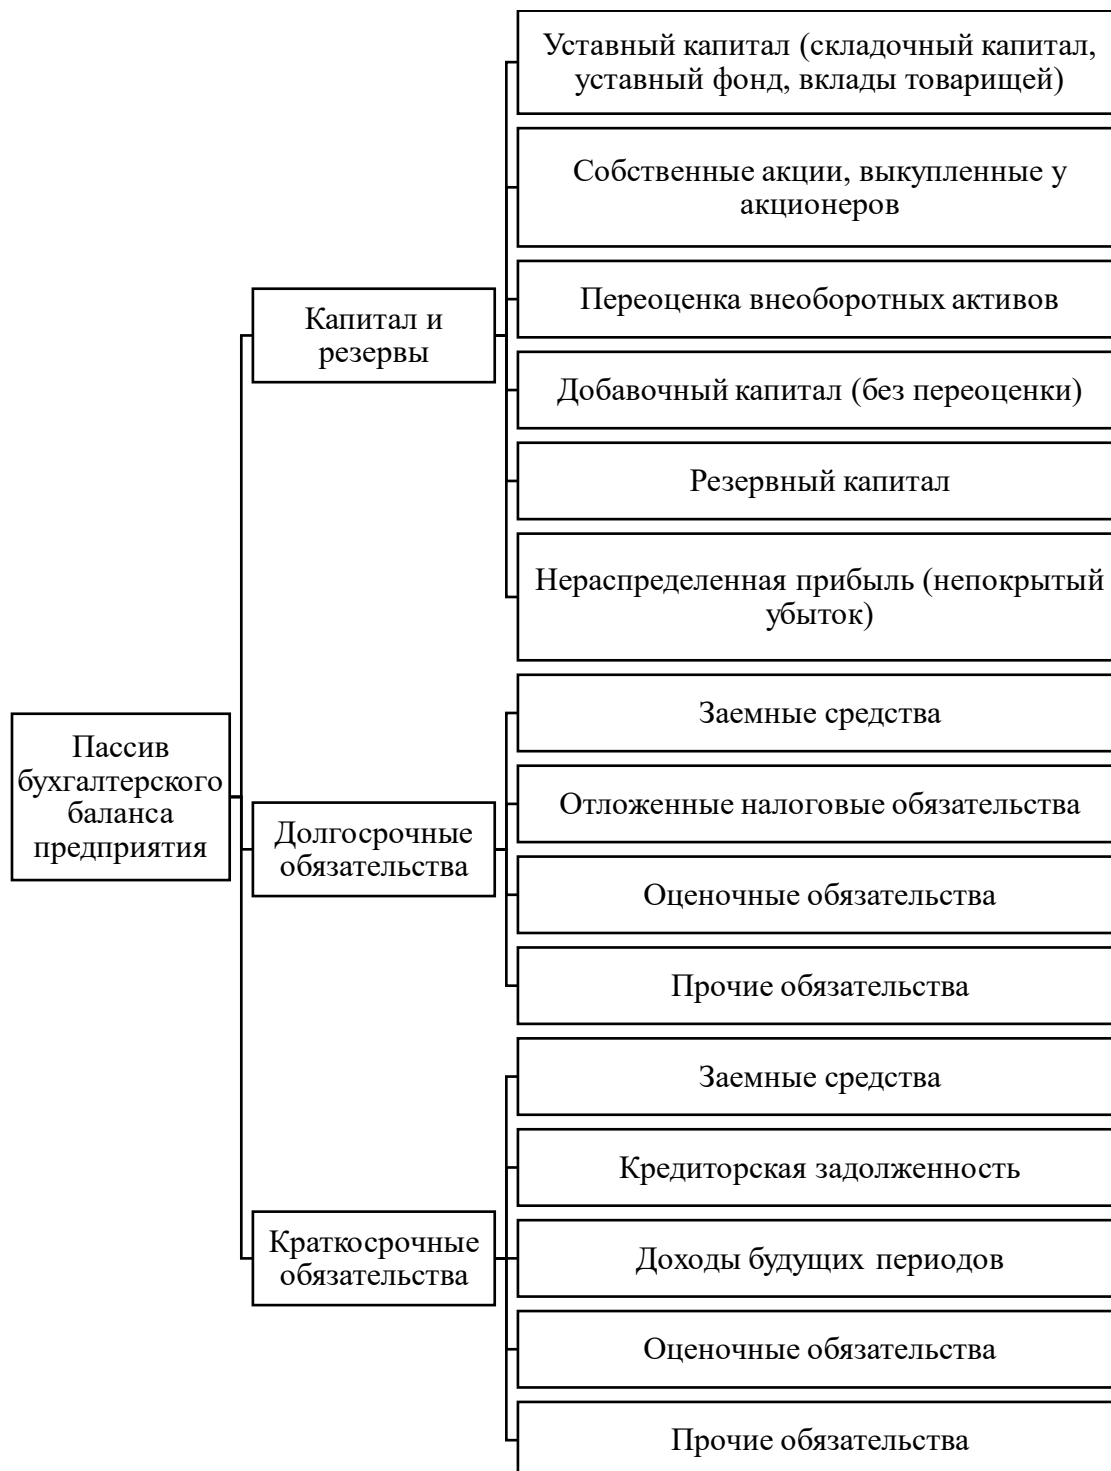 Уставный капитал (складочный капитал,
уставный фонд, вклады товарищей)
Собственные акции, выкупленные у
акционеров
Переоценка внеоборотных активов
Капитал и
резервы
Добавочный капитал (без переоценки)
Резервный капитал
Нераспределенная прибыль (непокрытый
убыток)
Пассив
бухгалтерского
баланса
предприятия
Заемные средства
Отложенные налоговые обязательства
Долгосрочные
обязательства
Оценочные обязательства
Прочие обязательства
Заемные средства
Кредиторская задолженность
Краткосрочные
обязательства
Доходы будущих периодов
Оценочные обязательства
Прочие обязательства